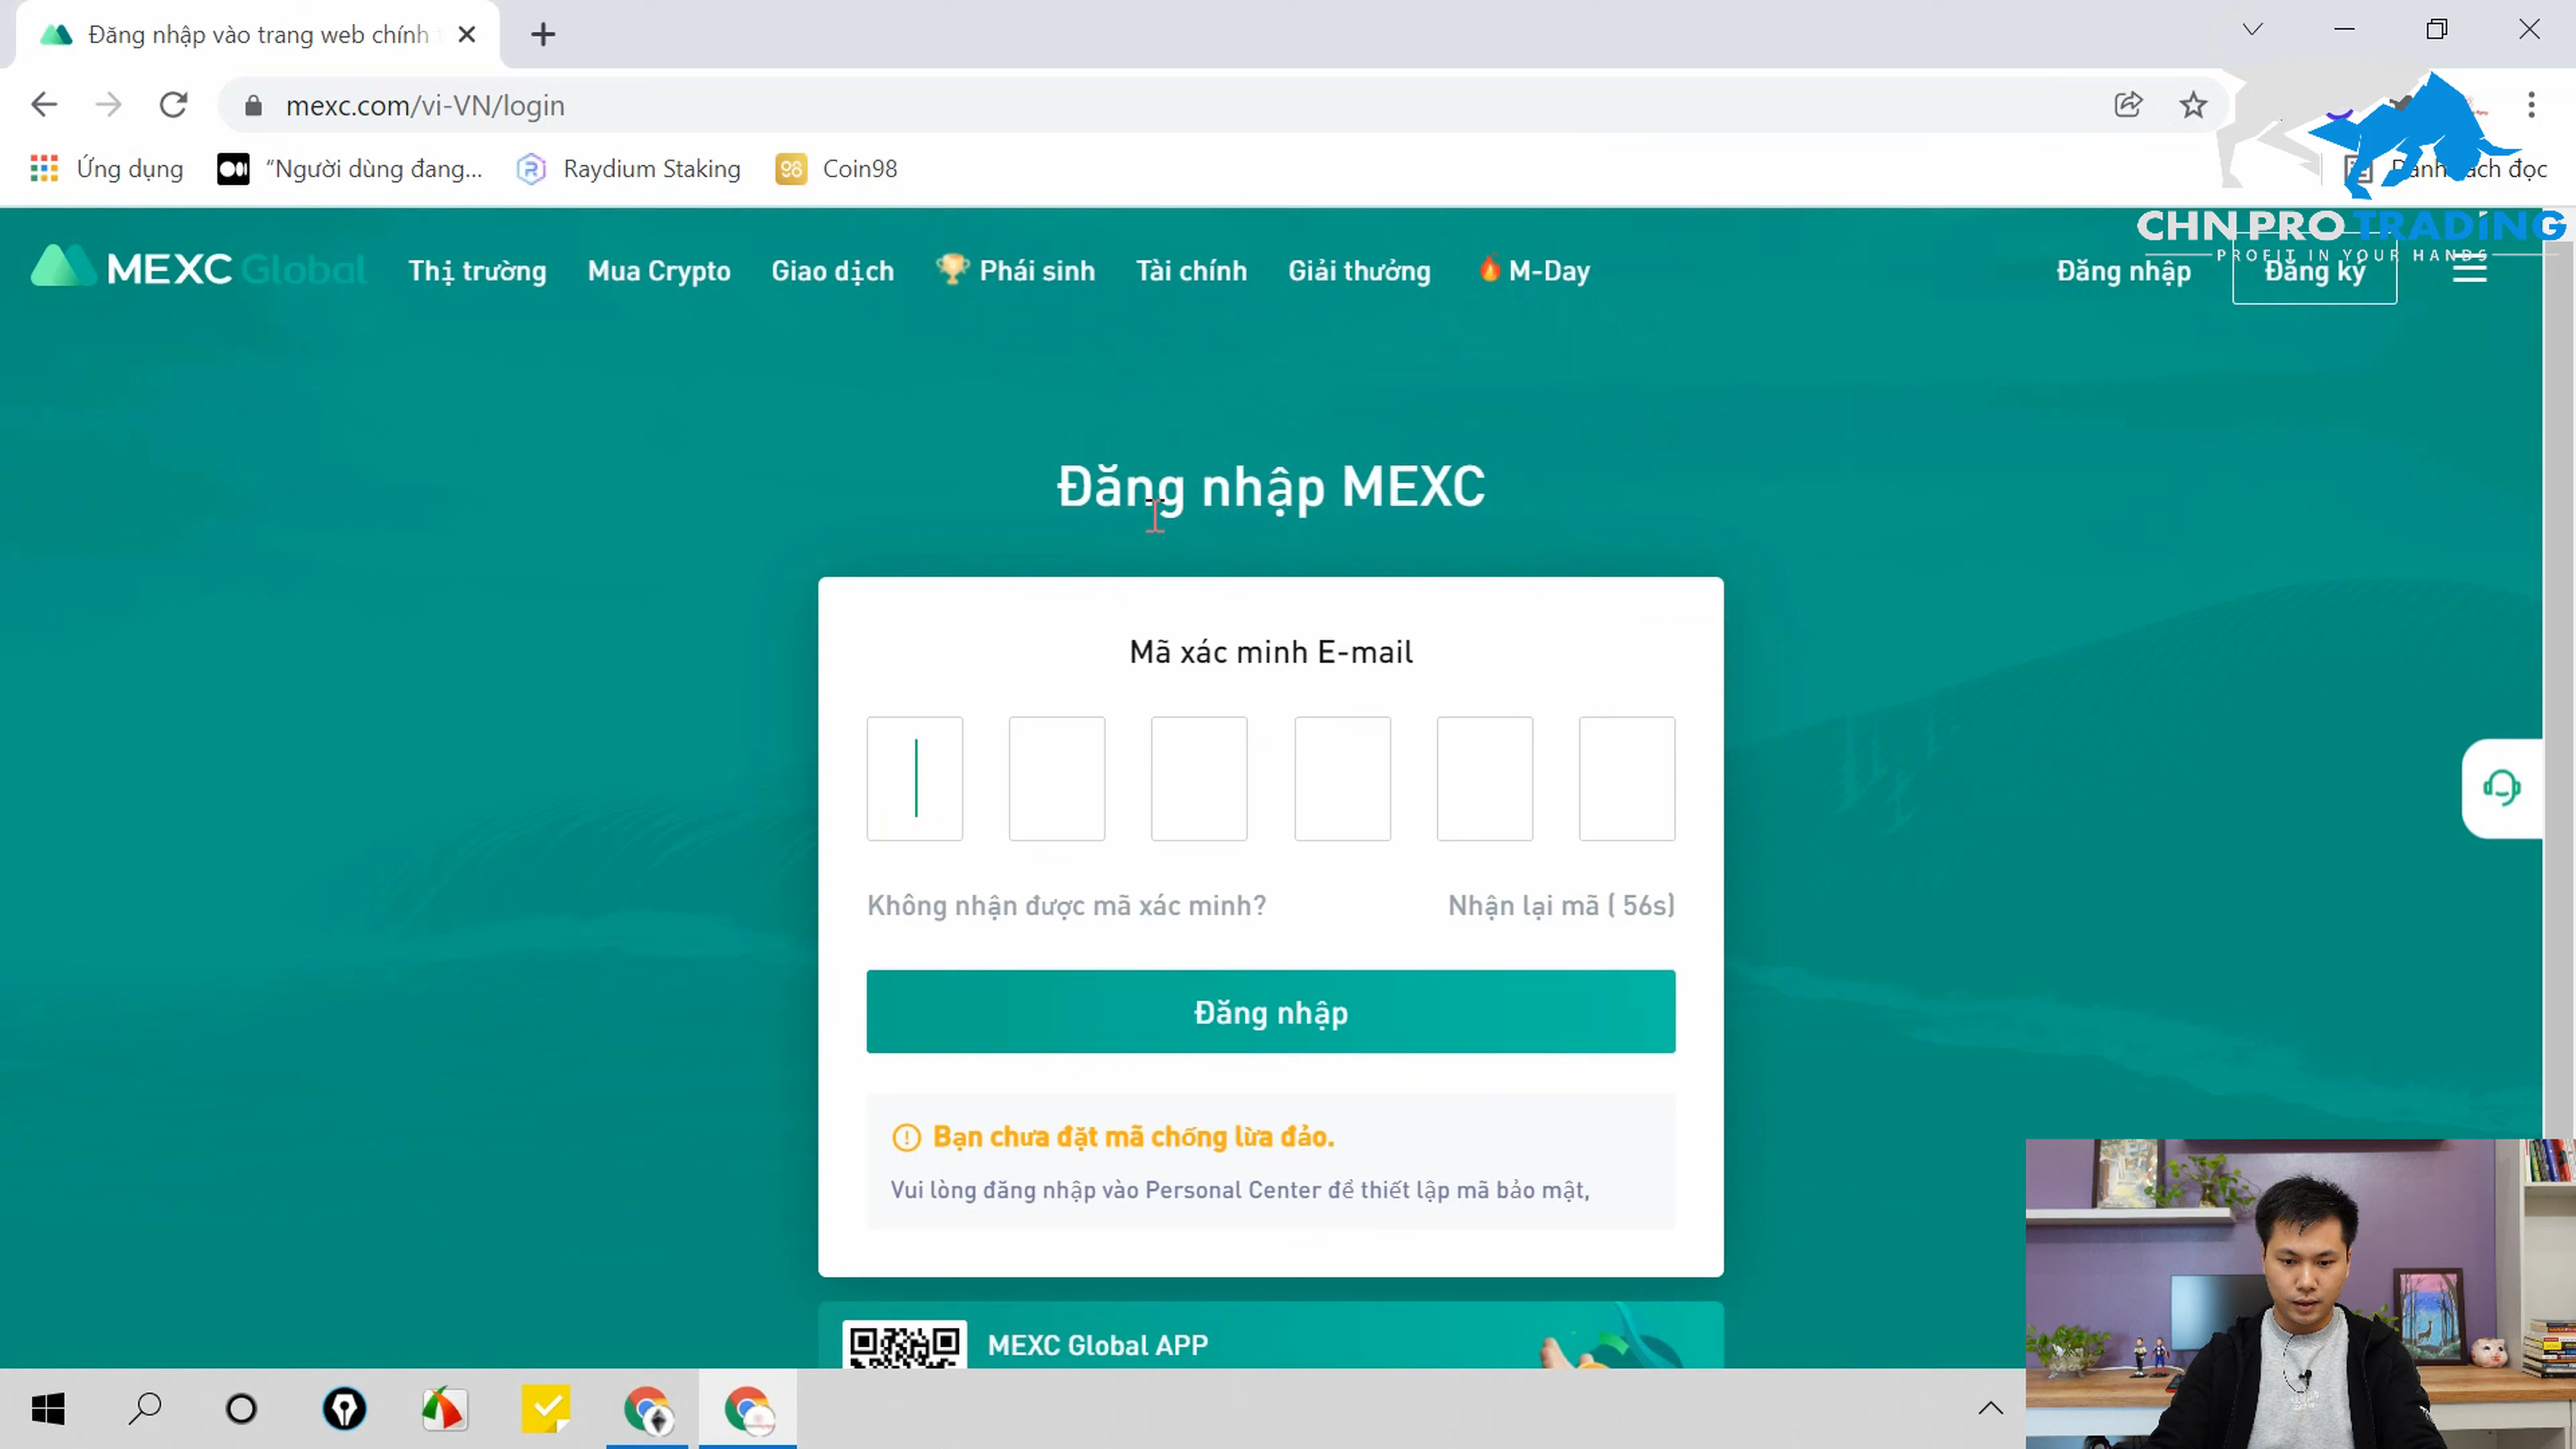 Đăng nhập vào trang web chính
mexc.com/vi-VN/login
Ứng dụng
“Người dùng đang...
Raydium Staking
98
Coin98
Danh sách đọc
CHN PRO TRADING
PROFIT IN YOUR HANDS
MEXC Global
Thị trường
Mua Crypto
Giao dịch
Phái sinh
Tài chính
Giải thưởng
M-Day
Đăng nhập
Đăng ký
Đăng nhập MEXC
Mã xác minh E-mail
Không nhận được mã xác minh?
Nhận lại mã ( 56s)
Đăng nhập
Bạn chưa đặt mã chống lừa đảo.
Vui lòng đăng nhập vào Personal Center để thiết lập mã bảo mật,
MEXC Global APP